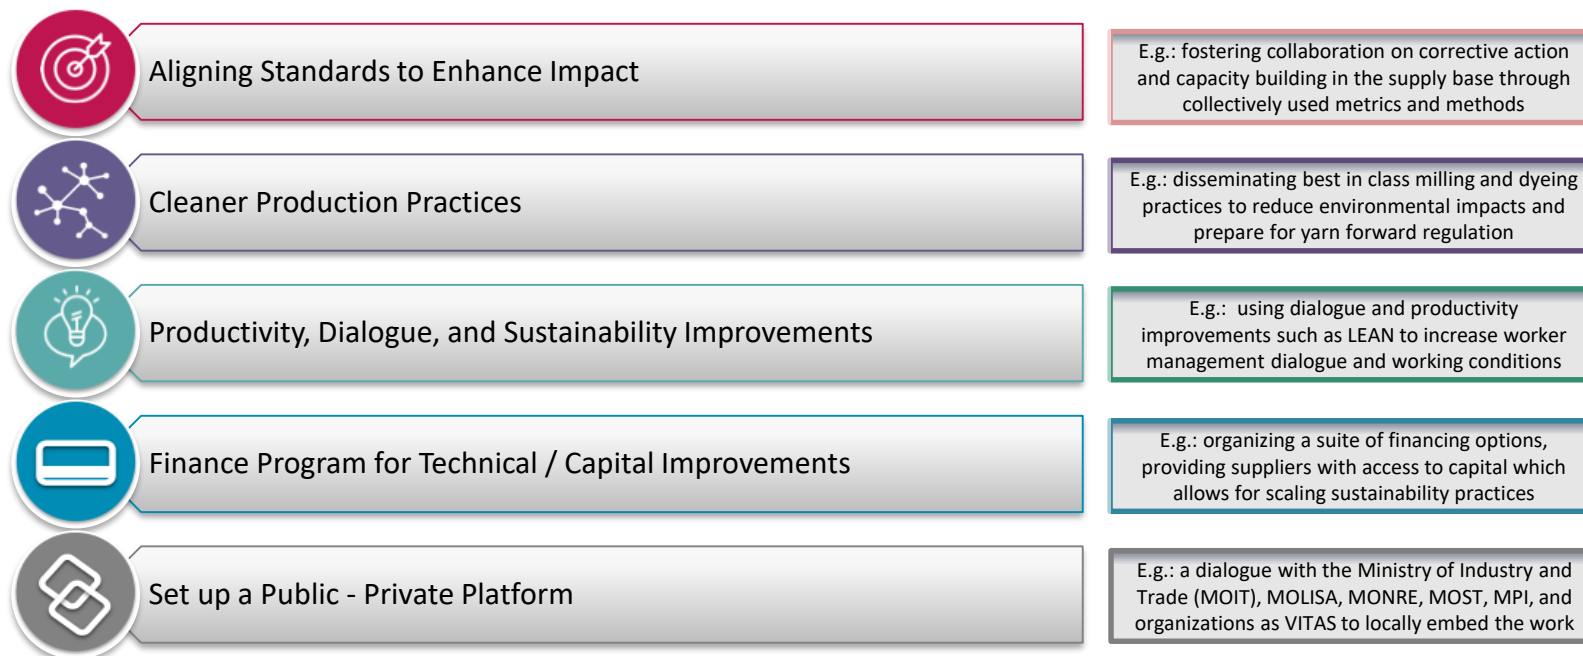 Aligning Standards to Enhance Impact
E.g.: fostering collaboration on corrective action
and capacity building in the supply base through
collectively used metrics and methods
Cleaner Production Practices
E.g.: disseminating best in class milling and dyeing
practices to reduce environmental impacts and
prepare for yarn forward regulation
Productivity, Dialogue, and Sustainability Improvements
E.g.: using dialogue and productivity
improvements such as LEAN to increase worker
management dialogue and working conditions
Finance Program for Technical / Capital Improvements
E.g.: organizing a suite of financing options,
providing suppliers with access to capital which
allows for scaling sustainability practices
Set up a Public - Private Platform
E.g.: a dialogue with the Ministry of Industry and
Trade (MOIT), MOLISA, MONRE, MOST, MPI, and
organizations as VITAS to locally embed the work